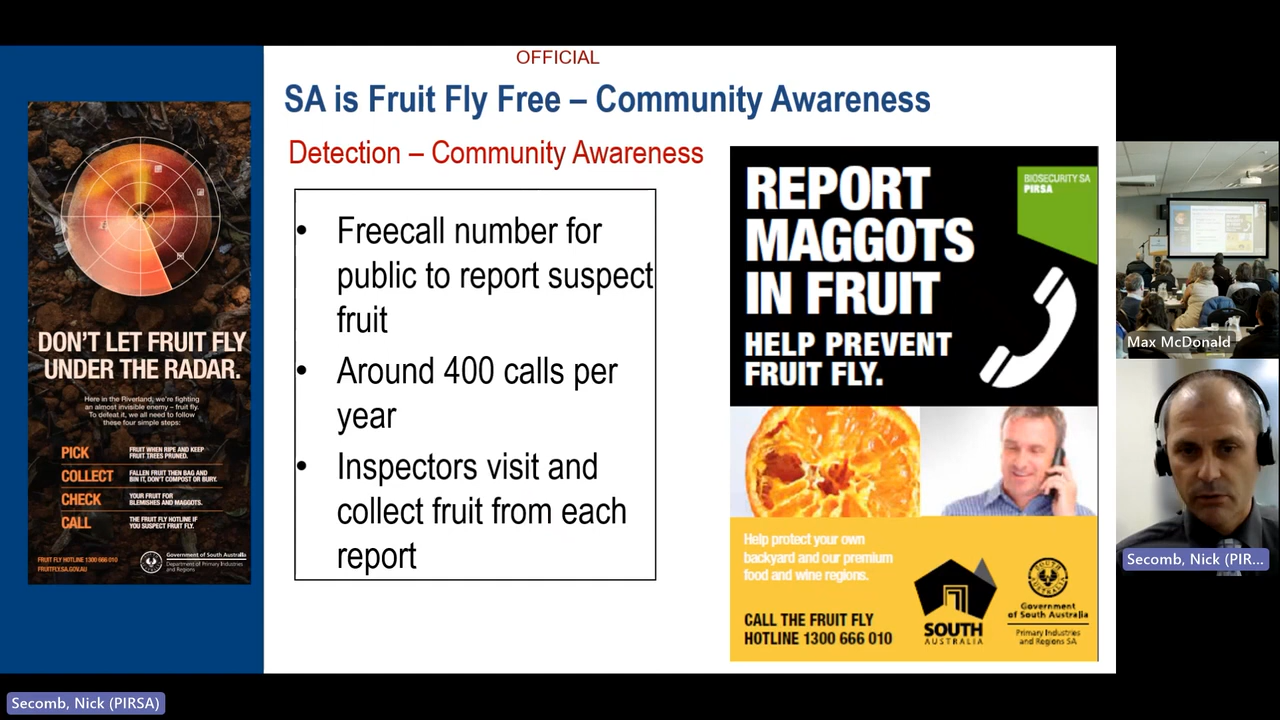 OFFICIAL
SA is Fruit Fly Free – Community Awareness
Detection – Community Awareness
• Freecall number for
public to report suspect
fruit
• Around 400 calls per
year
• Inspectors visit and
collect fruit from each
report
DON'T LET FRUIT FLY
UNDER THE RADAR.
Here in the Riverland, we're fighting
an almost invisible enemy – fruit fly.
To defeat it, we all need to follow
these four simple steps:
PICK FRUIT WHEN RIPE AND KEEP
FRUIT TREES PRUNED.
COLLECT FALLEN FRUIT THEN BAG AND
BIN IT, DON'T COMPOST OR BURY.
CHECK YOUR FRUIT FOR
BLEMISHES AND MAGGOTS.
CALL THE FRUIT FLY HOTLINE IF
YOU SUSPECT FRUIT FLY.
FRUIT FLY HOTLINE 1300 666 010
FRUITFLY.SA.GOV.AU
Government of South Australia
Department of Primary Industries
and Regions
REPORT
MAGGOTS
IN FRUIT
HELP PREVENT
FRUIT FLY.
BIOSECURITY SA
PIRSA
Help protect your own
backyard and our premium
food and wine regions.
CALL THE FRUIT FLY
HOTLINE 1300 666 010
SOUTH
AUSTRALIA
Government
of South Australia
Primary Industries
and Regions SA
Max McDonald
Secomb, Nick (PIR...
Secomb, Nick (PIRSA)